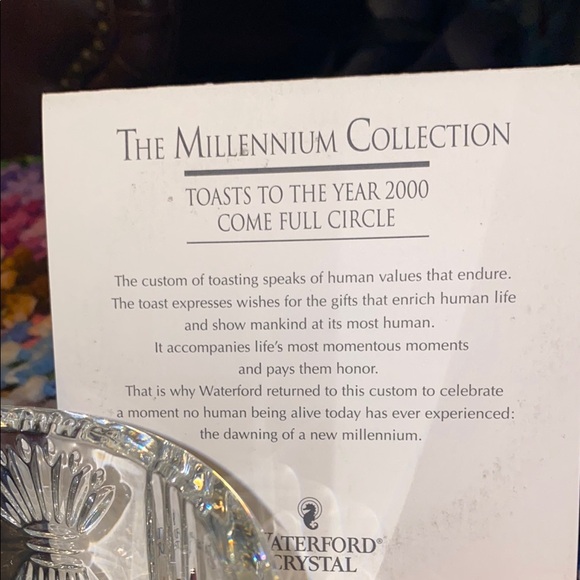 THE MILLENNIUM COLLECTION
TOASTS TO THE YEAR 2000
COME FULL CIRCLE
The custom of toasting speaks of human values that endure.
The toast expresses wishes for the gifts that enrich human life
and show mankind at its most human.
It accompanies life's most momentous moments
and pays them honor.
That is why Waterford returned to this custom to celebrate
a moment no human being alive today has ever experienced:
the dawning of a new millennium.
WATERFORD®
CRYSTAL